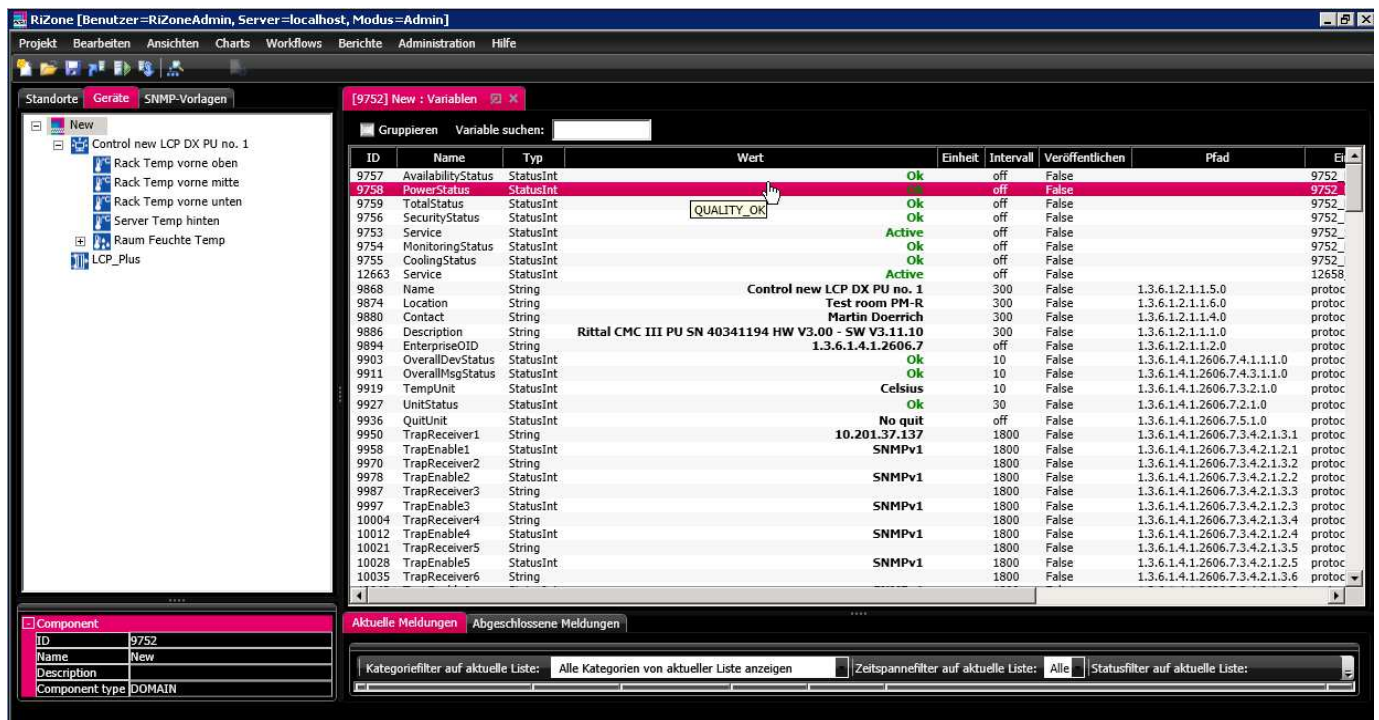 RiZone [Benutzer=RiZoneAdmin, Server=localhost, Modus=Admin]
Projekt Bearbeiten Ansichten Charts Workflows Berichte Administration Hilfe
Standorte Geräte SNMP-Vorlagen
New
Control new LCP DX PU no. 1
Rack Temp vorne oben
Rack Temp vorne mitte
Rack Temp vorne unten
Server Temp hinten
Raum Feuchte Temp
LCP_Plus
[9752] New : Variablen
Gruppieren Variable suchen:
ID Name Typ Wert Einheit Intervall Veröffentlichen Pfad
9757 AvailabilityStatus StatusInt Ok off False 9752_
9758 PowerStatus StatusInt Ok off False 9752_
9759 TotalStatus StatusInt Ok off False 9752_
QUALITY_OK
9756 SecurityStatus StatusInt Ok off False 9752_
9753 Service StatusInt Active off False 9752_
9754 MonitoringStatus StatusInt Ok off False 9752_
9755 CoolingStatus StatusInt Ok off False 9752_
12663 Service StatusInt Active off False 12658
9868 Name String Control new LCP DX PU no. 1 300 False 1.3.6.1.2.1.1.5.0 protoc
9874 Location String Test room PM-R 300 False 1.3.6.1.2.1.1.6.0 protoc
9880 Contact String Martin Doerrich 300 False 1.3.6.1.2.1.1.4.0 protoc
9886 Description String Rittal CMC III PU SN 40341194 HW V3.00 - SW V3.11.10 300 False 1.3.6.1.2.1.1.1.0 protoc
9894 EnterpriseOID String 1.3.6.1.4.1.2606.7 off False 1.3.6.1.2.1.1.2.0 protoc
9903 OverallDevStatus StatusInt Ok 10 False 1.3.6.1.4.1.2606.7.4.1.1.1.0 protoc
9911 OverallMsgStatus StatusInt Ok 10 False 1.3.6.1.4.1.2606.7.4.3.1.1.0 protoc
9919 TempUnit StatusInt Celsius 10 False 1.3.6.1.4.1.2606.7.3.2.1.0 protoc
9927 UnitStatus StatusInt Ok 30 False 1.3.6.1.4.1.2606.7.2.1.0 protoc
9936 QuitUnit StatusInt No quit off False 1.3.6.1.4.1.2606.7.5.1.0 protoc
9950 TrapReceiver1 String 10.201.37.137 1800 False 1.3.6.1.4.1.2606.7.3.4.2.1.3.1 protoc
9958 TrapEnable1 StatusInt SNMPv1 1800 False 1.3.6.1.4.1.2606.7.3.4.2.1.2.1 protoc
9970 TrapReceiver2 String 1800 False 1.3.6.1.4.1.2606.7.3.4.2.1.3.2 protoc
9978 TrapEnable2 StatusInt SNMPv1 1800 False 1.3.6.1.4.1.2606.7.3.4.2.1.2.2 protoc
9987 TrapReceiver3 String 1800 False 1.3.6.1.4.1.2606.7.3.4.2.1.3.3 protoc
9997 TrapEnable3 StatusInt SNMPv1 1800 False 1.3.6.1.4.1.2606.7.3.4.2.1.2.3 protoc
10004 TrapReceiver4 String 1800 False 1.3.6.1.4.1.2606.7.3.4.2.1.3.4 protoc
10012 TrapEnable4 StatusInt SNMPv1 1800 False 1.3.6.1.4.1.2606.7.3.4.2.1.2.4 protoc
10021 TrapReceiver5 String 1800 False 1.3.6.1.4.1.2606.7.3.4.2.1.3.5 protoc
10028 TrapEnable5 StatusInt SNMPv1 1800 False 1.3.6.1.4.1.2606.7.3.4.2.1.2.5 protoc
10035 TrapReceiver6 String 1800 False 1.3.6.1.4.1.2606.7.3.4.2.1.3.6 protoc
Component
ID 9752
Name New
Description
Component type DOMAIN
Aktuelle Meldungen Abgeschlossene Meldungen
Kategoriefilter auf aktuelle Liste: Alle Kategorien von aktueller Liste anzeigen Zeitspannefilter auf aktuelle Liste: Alle Statusfilter auf aktuelle Liste: